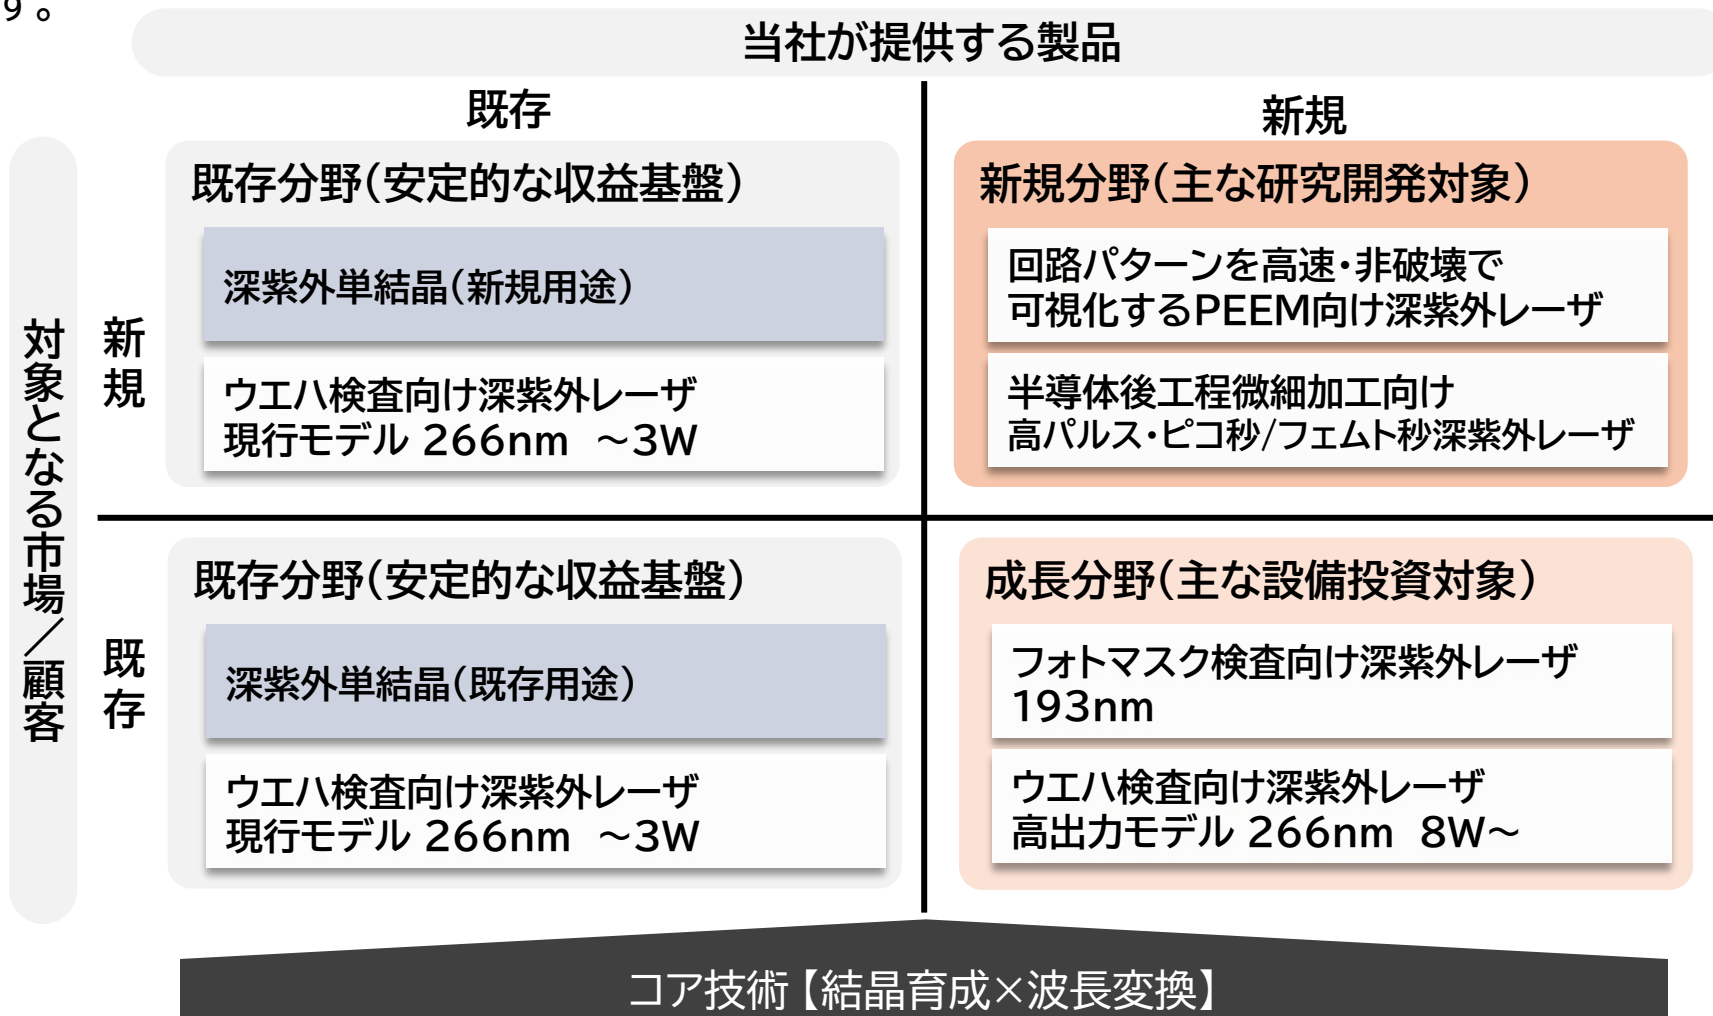 す。
当社が提供する製品
既存
新規
対象となる市場／顧客
新規
既存分野(安定的な収益基盤)
深紫外単結晶(新規用途)
ウエハ検査向け深紫外レーザ
現行モデル 266nm ～3W
新規分野(主な研究開発対象)
回路パターンを高速・非破壊で
可視化するPEEM向け深紫外レーザ
半導体後工程微細加工向け
高パルス・ピコ秒/フェムト秒深紫外レーザ
既存
既存分野(安定的な収益基盤)
深紫外単結晶(既存用途)
ウエハ検査向け深紫外レーザ
現行モデル 266nm ～3W
成長分野(主な設備投資対象)
フォトマスク検査向け深紫外レーザ
193nm
ウエハ検査向け深紫外レーザ
高出力モデル 266nm 8W～
コア技術【結晶育成×波長変換】